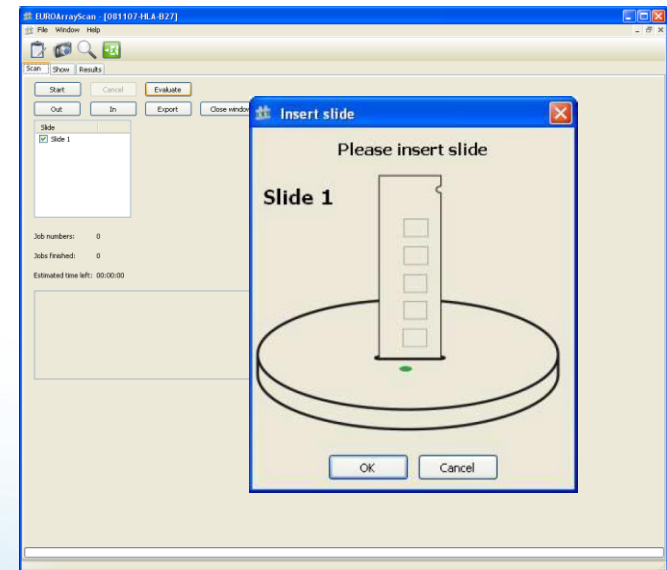 EUROArrayScan - [081107-HLA-B27]
File Window Help
Scan Show Results
Start Cancel Evaluate
Out In Export Close window
Slide
Slide 1
Job numbers: 0
Jobs finished: 0
Estimated time left: 00:00:00
Insert slide
Please insert slide
Slide 1
OK Cancel